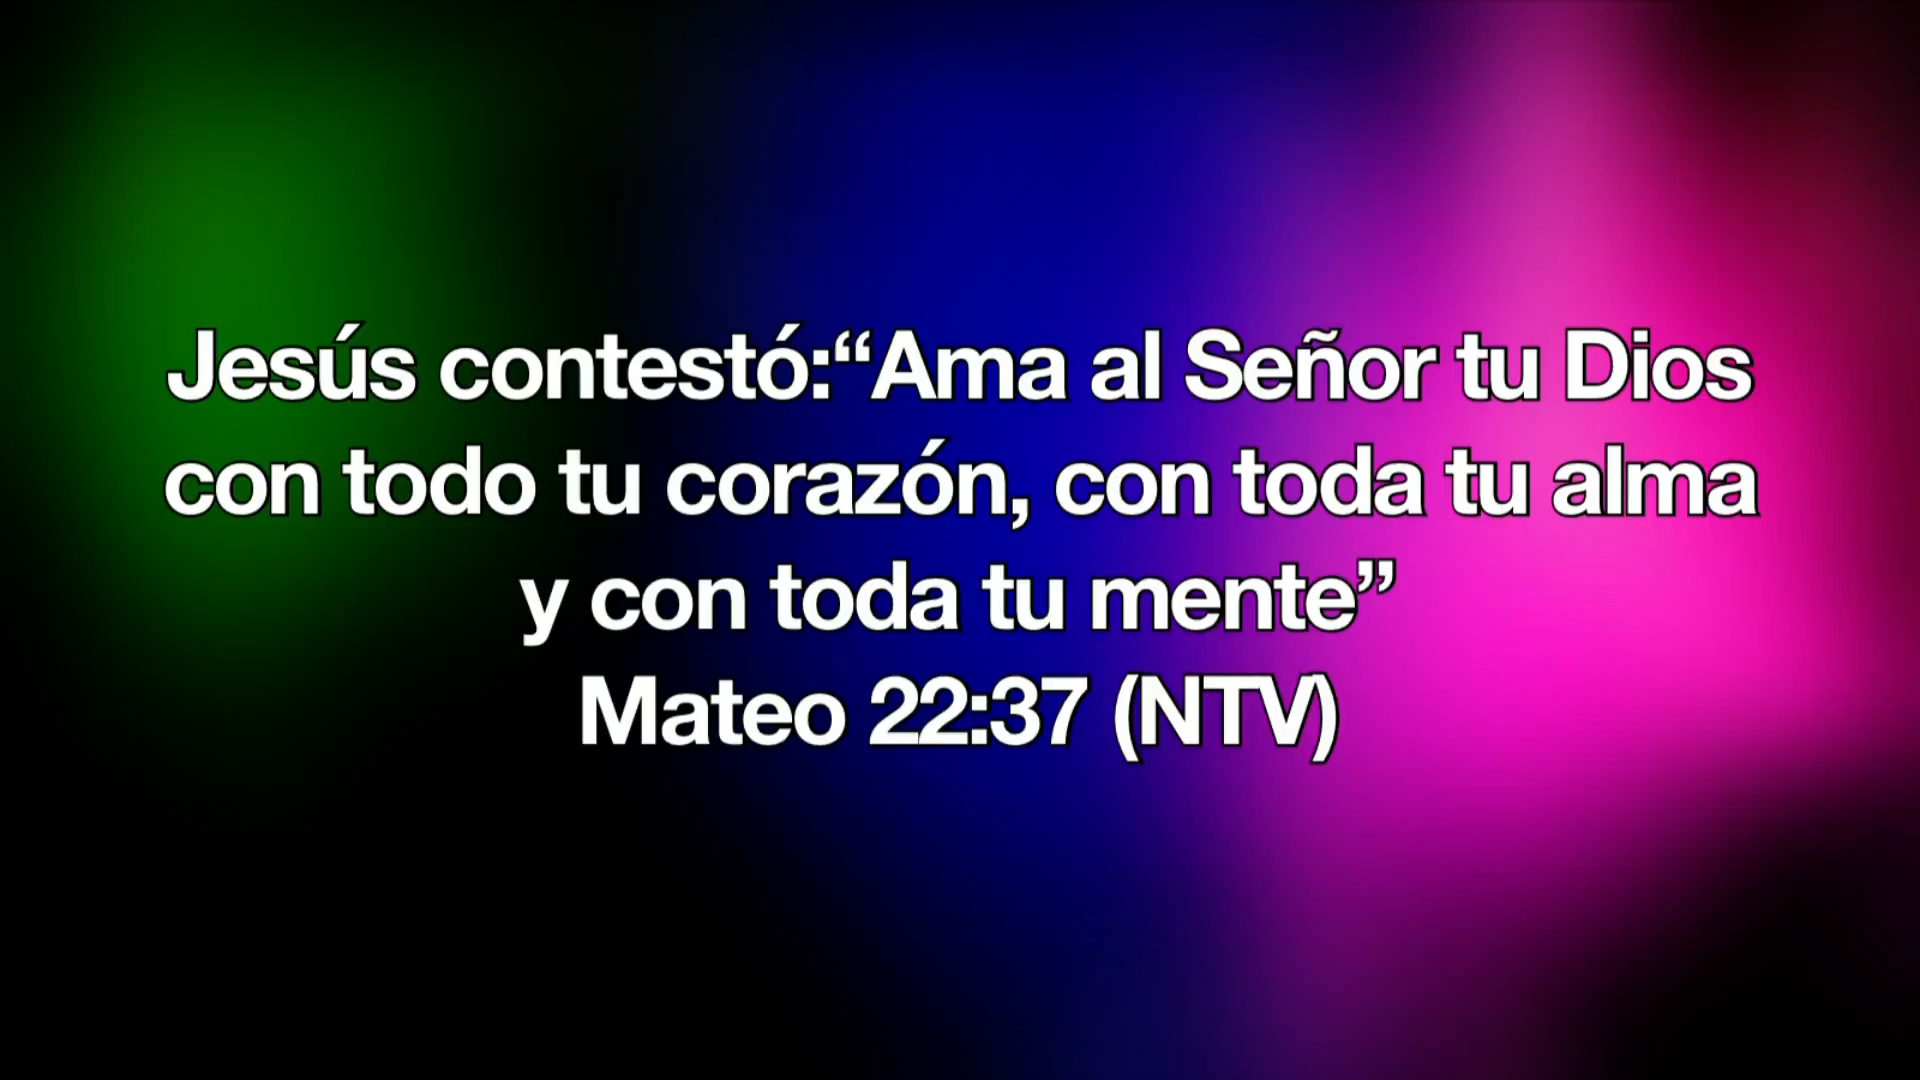 Jesús contestó:“Ama al Señor tu Dios
con todo tu corazón, con toda tu alma
y con toda tu mente”
Mateo 22:37 (NTV)